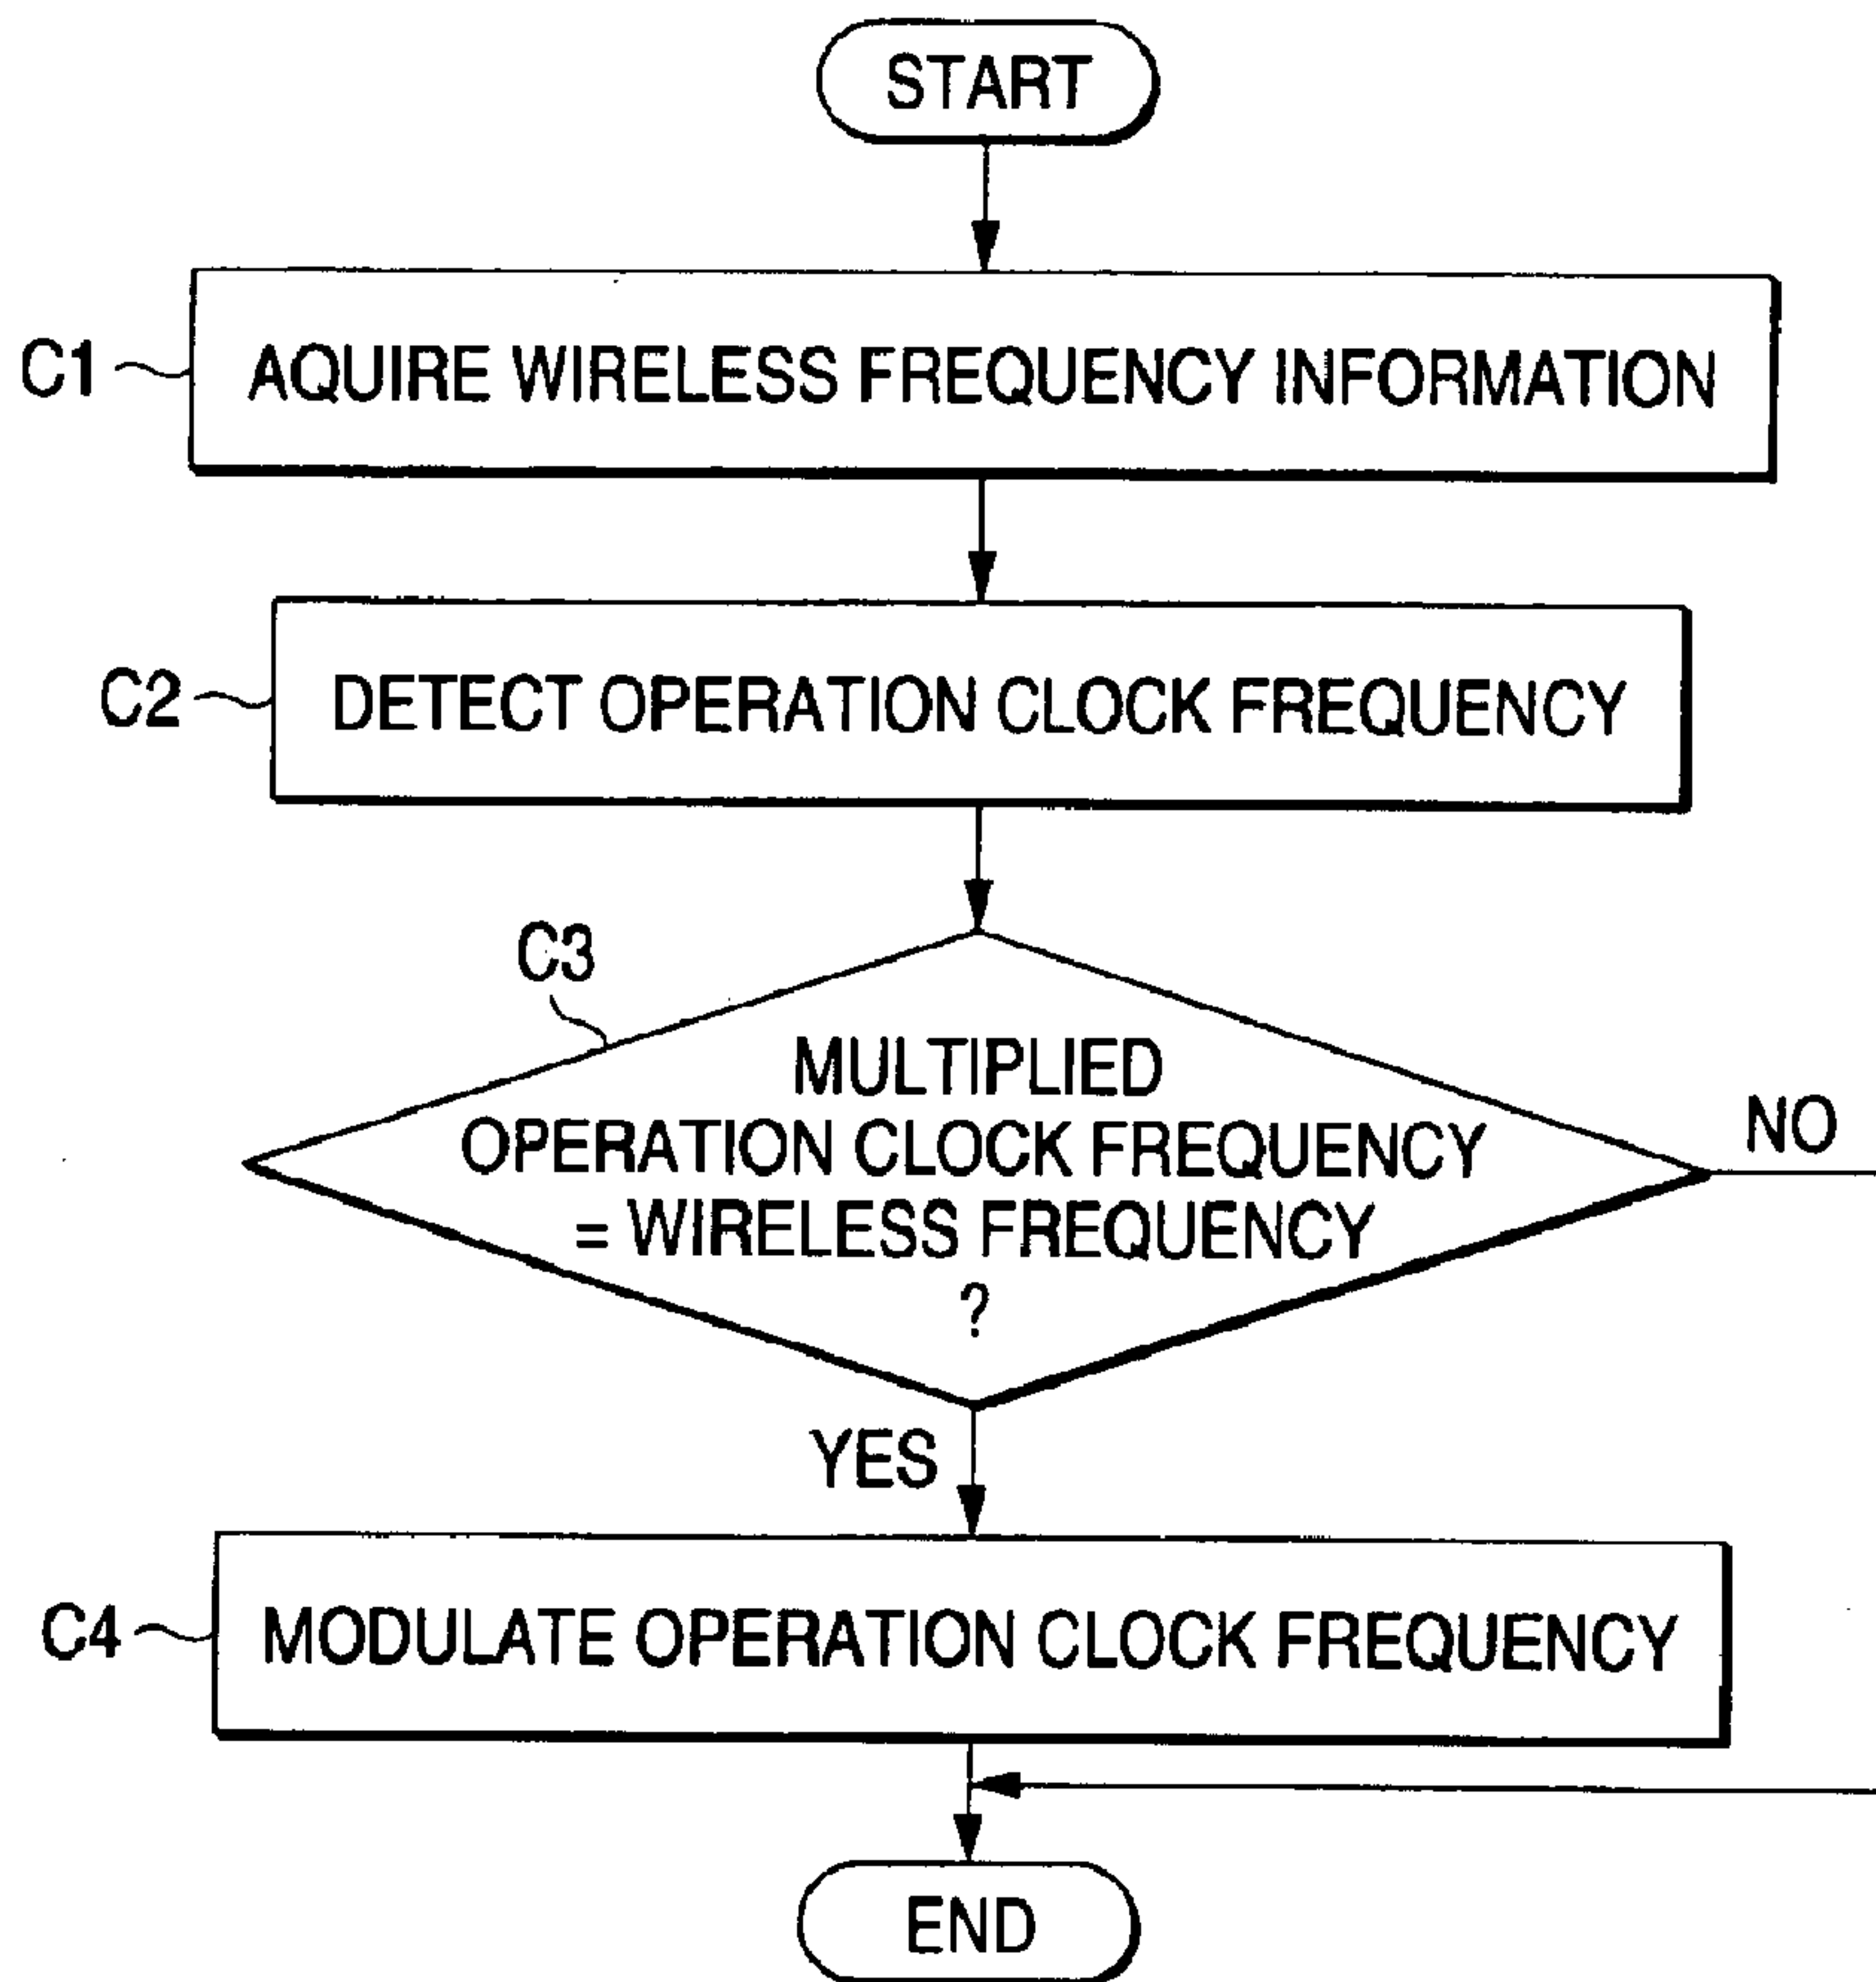 START
C1
AQUIRE WIRELESS FREQUENCY INFORMATION
C2
DETECT OPERATION CLOCK FREQUENCY
C3
MULTIPLIED
OPERATION CLOCK FREQUENCY
= WIRELESS FREQUENCY
?
NO
YES
C4
MODULATE OPERATION CLOCK FREQUENCY
END